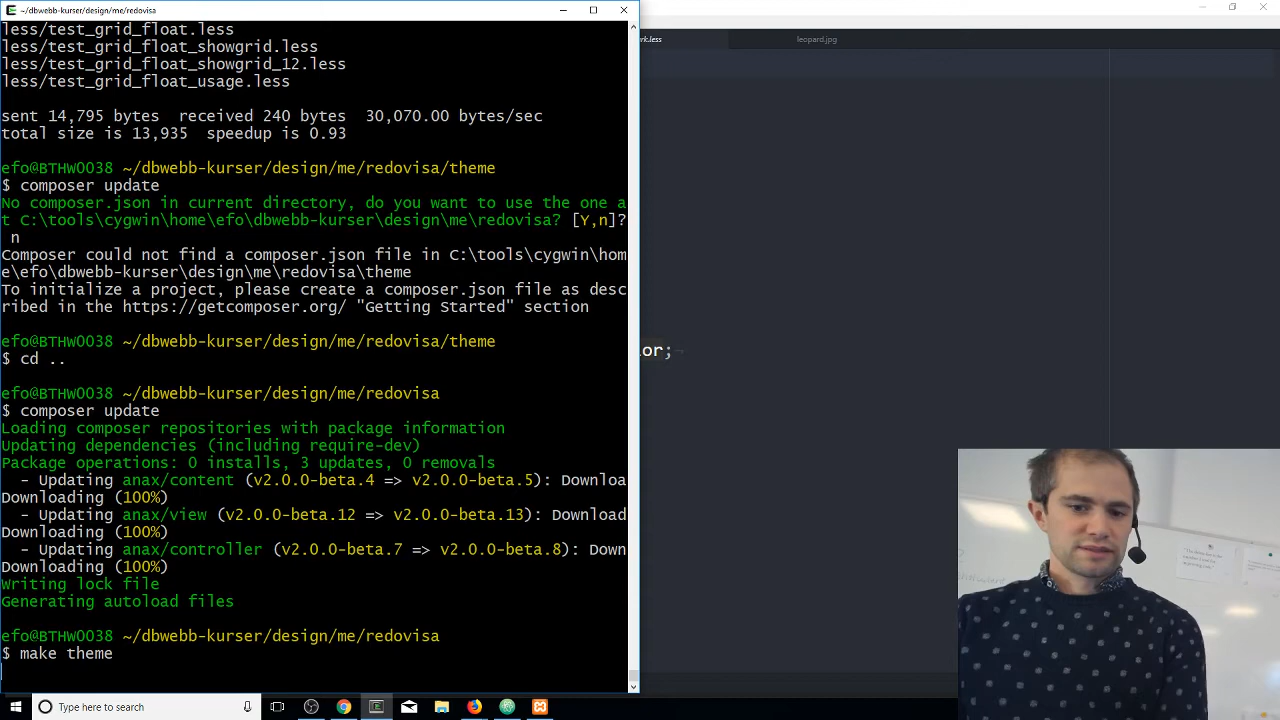 ~/dbwebb-kurser/design/me/redovisa
less/test_grid_float.less
less/test_grid_float_showgrid.less
less/test_grid_float_showgrid_12.less
less/test_grid_float_usage.less
sent 14,795 bytes  received 240 bytes  30,070.00 bytes/sec
total size is 13,935  speedup is 0.93
efo@BTHW0038 ~/dbwebb-kurser/design/me/redovisa/theme
$ composer update
No composer.json in current directory, do you want to use the one a
t C:\tools\cygwin\home\efo\dbwebb-kurser\design\me\redovisa? [Y,n]?
n
Composer could not find a composer.json file in C:\tools\cygwin\hom
e\efo\dbwebb-kurser\design\me\redovisa\theme
To initialize a project, please create a composer.json file as desc
ribed in the https://getcomposer.org/ "Getting Started" section
efo@BTHW0038 ~/dbwebb-kurser/design/me/redovisa/theme
$ cd ..
efo@BTHW0038 ~/dbwebb-kurser/design/me/redovisa
$ composer update
Loading composer repositories with package information
Updating dependencies (including require-dev)
Package operations: 0 installs, 3 updates, 0 removals
- Updating anax/content (v2.0.0-beta.4 => v2.0.0-beta.5): Downloa
Downloading (100%)
- Updating anax/view (v2.0.0-beta.12 => v2.0.0-beta.13): Download
Downloading (100%)
- Updating anax/controller (v2.0.0-beta.7 => v2.0.0-beta.8): Down
Downloading (100%)
Writing lock file
Generating autoload files
efo@BTHW0038 ~/dbwebb-kurser/design/me/redovisa
$ make theme
rk.less
leopard.jpg
or;
Type here to search